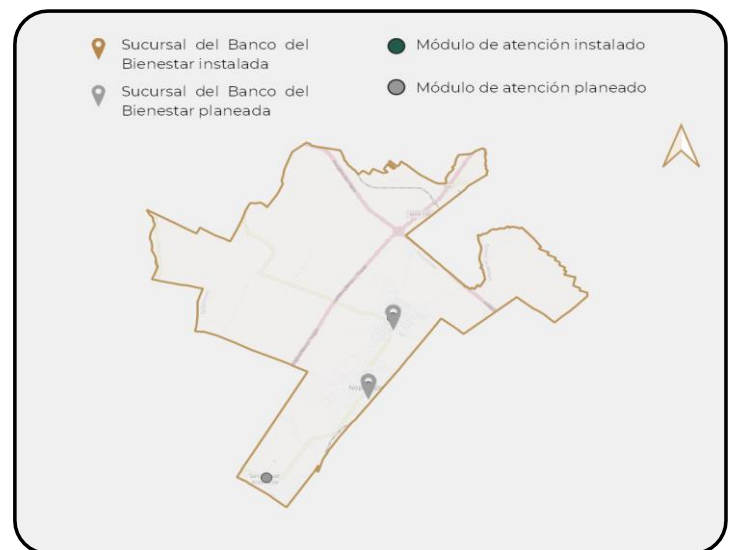 Sucursal del Banco del
Bienestar instalada
Sucursal del Banco del
Bienestar planeada
Módulo de atención instalado
Módulo de atención planeado